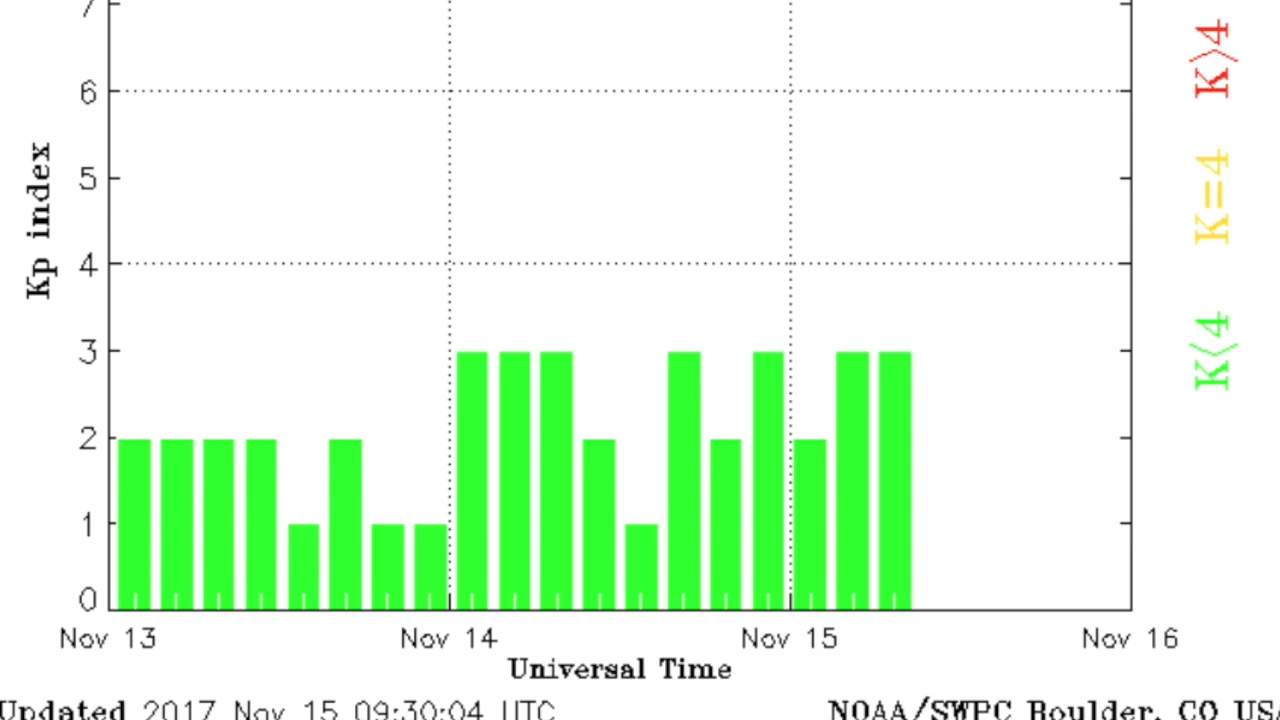 7
6
5
4
3
2
1
0
Kp index
Nov 13 Nov 14 Nov 15 Nov 16
Universal Time
Updated 2017 Nov 15 09:30:04 UTC
NOAA/SWPC Boulder, CO USA
K>4
K=4
K<4